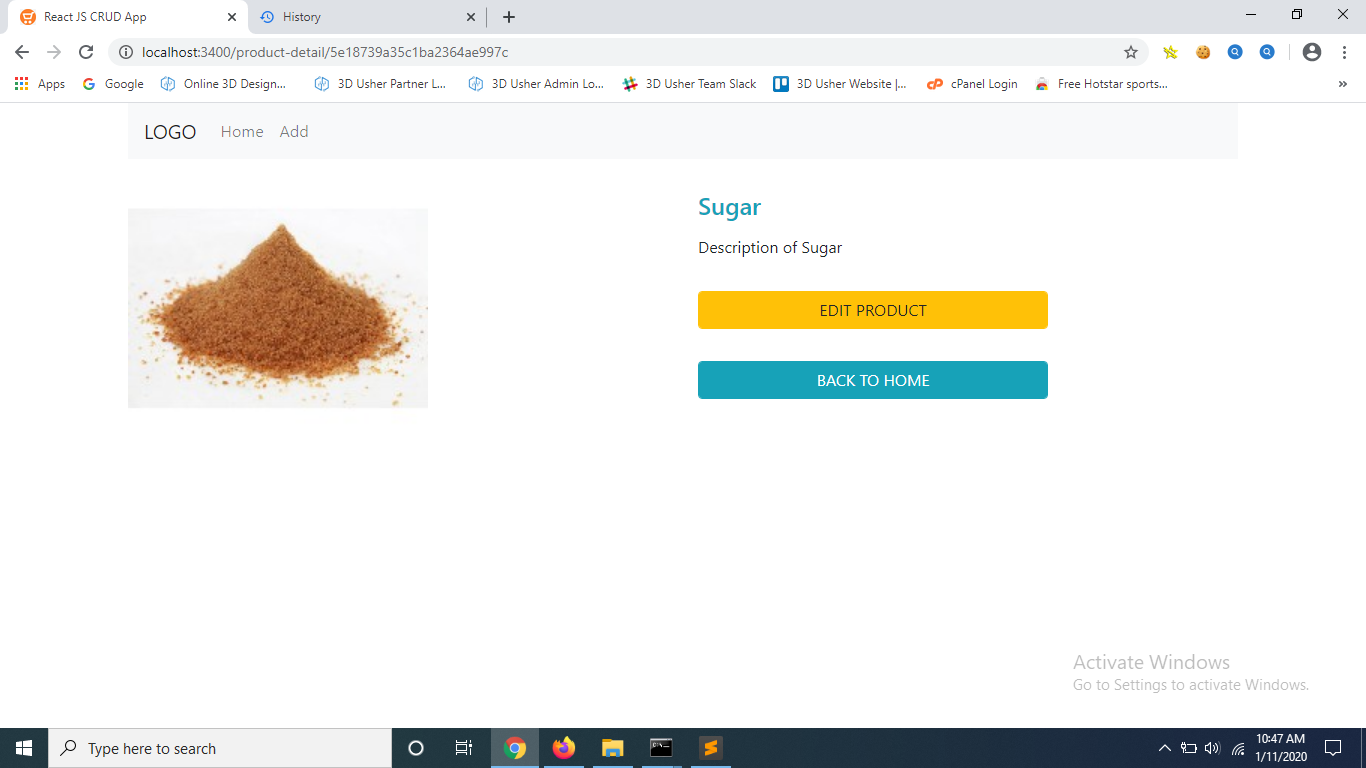 React JS CRUD App
History
localhost:3400/product-detail/5e18739a35c1ba2364ae997c
Apps
Google
Online 3D Design...
3D Usher Partner L...
3D Usher Admin Lo...
3D Usher Team Slack
3D Usher Website |...
cPanel Login
Free Hotstar sports...
LOGO
Home
Add
Sugar
Description of Sugar
EDIT PRODUCT
BACK TO HOME
Activate Windows
Go to Settings to activate Windows.
Type here to search
10:47 AM
1/11/2020